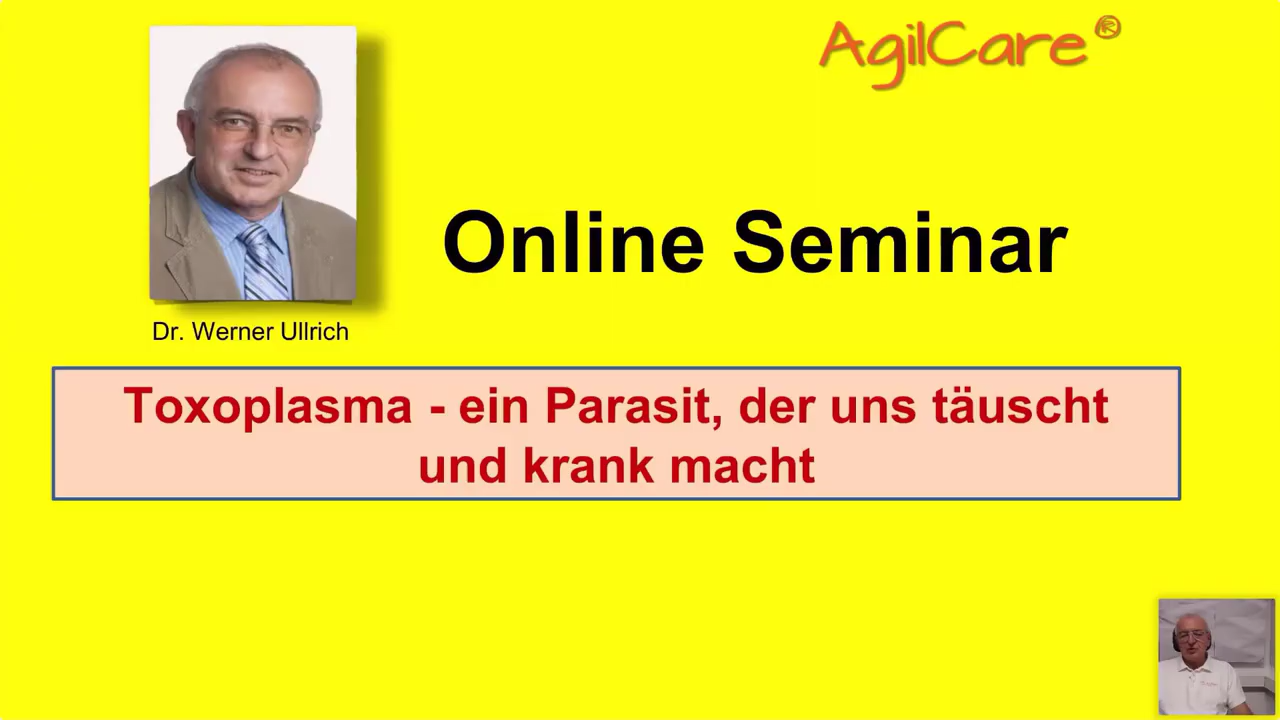 AgilCare®
Online Seminar
Dr. Werner Ullrich
Toxoplasma - ein Parasit, der uns täuscht
und krank macht